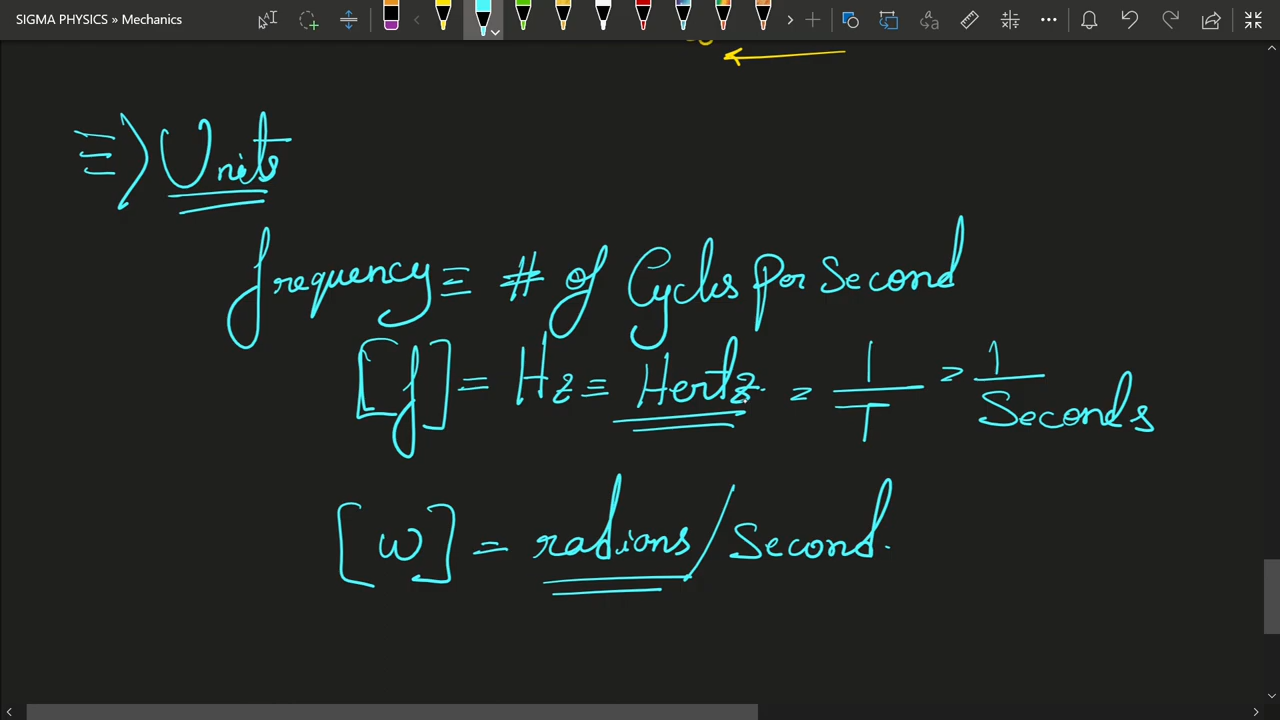 SIGMA PHYSICS » Mechanics
≡⟩ Units
frequency ≡ # of Cycles Per Second
[f] = Hz = Hertz. = 1/T = 1/Seconds
[w] = radians/Second.